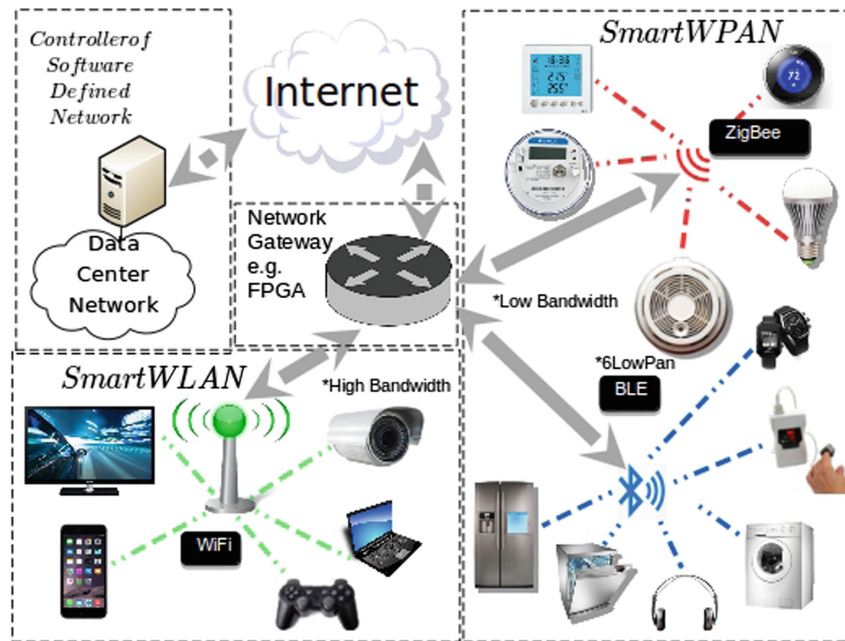 Controllerof
Software
Defined
Network
Internet
SmartWPAN
ZigBee
72
Data
Center
Network
Network
Gateway
e.g.
FPGA
*Low Bandwidth
*6LowPan
BLE
SmartWLAN
*High Bandwidth
WiFi